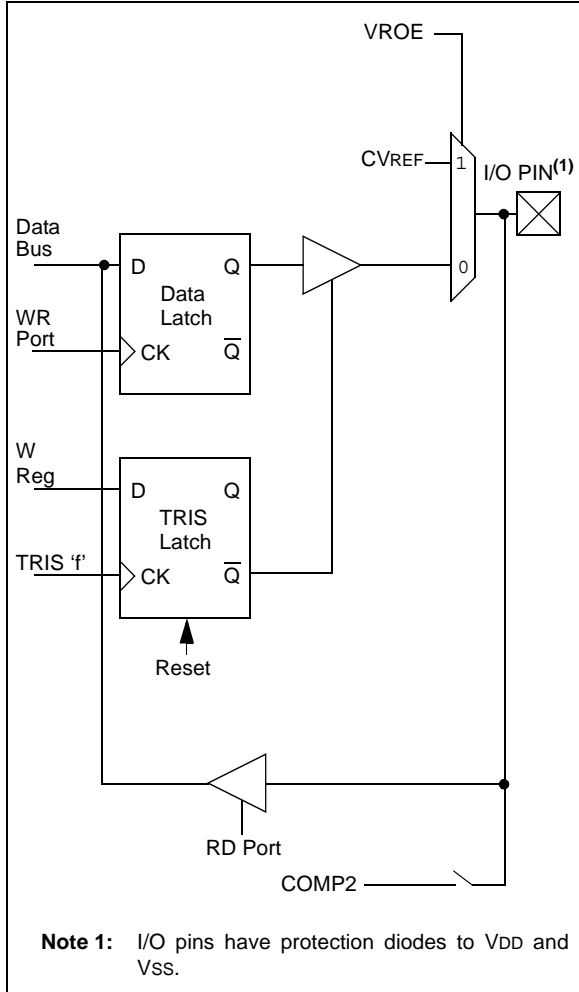 VROE
CVREF
1
I/O PIN(1)
Data
Bus
D
Q
0
Data
Latch
WR
Port
CK
Q
W
Reg
D
Q
TRIS
Latch
TRIS 'f'
CK
Q
Reset
RD Port
COMP2
Note 1: I/O pins have protection diodes to VDD and
VSS.